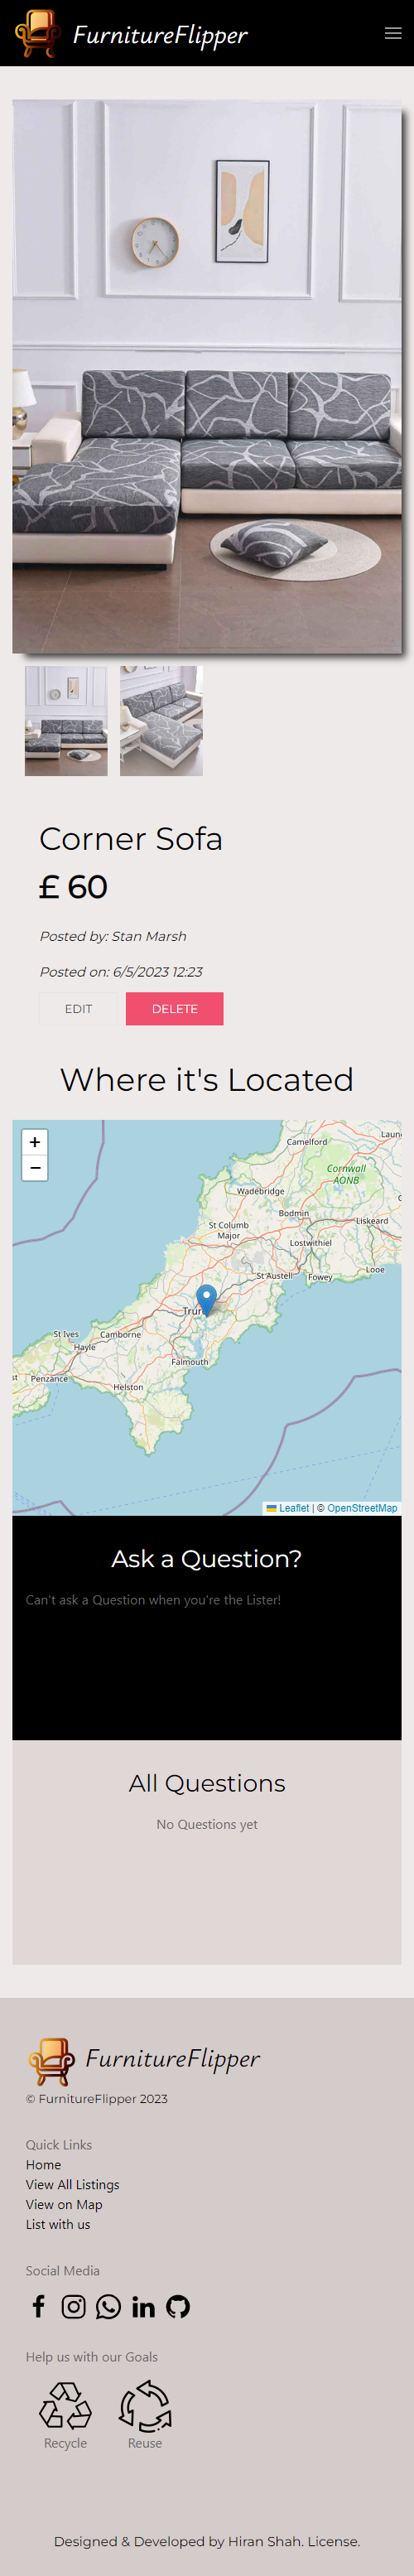 FurnitureFlipper
Corner Sofa
£ 60
Posted by: Stan Marsh
Posted on: 6/5/2023 12:23
EDIT
DELETE
Where it's Located
+
−
Camelford
Cornwall
AONB
Wadebridge
Bodmin
Liskeard
St Columb
Major
Lostwithiel
St Austell
Fowey
Looe
St Ives
Camborne
Hayle
Penzance
Falmouth
Helston
Leaflet | © OpenStreetMap
Ask a Question?
Can't ask a Question when you're the Lister!
All Questions
No Questions yet
FurnitureFlipper
© FurnitureFlipper 2023
Quick Links
Home
View All Listings
View on Map
List with us
Social Media
Help us with our Goals
Recycle
Reuse
Designed & Developed by Hiran Shah. License.